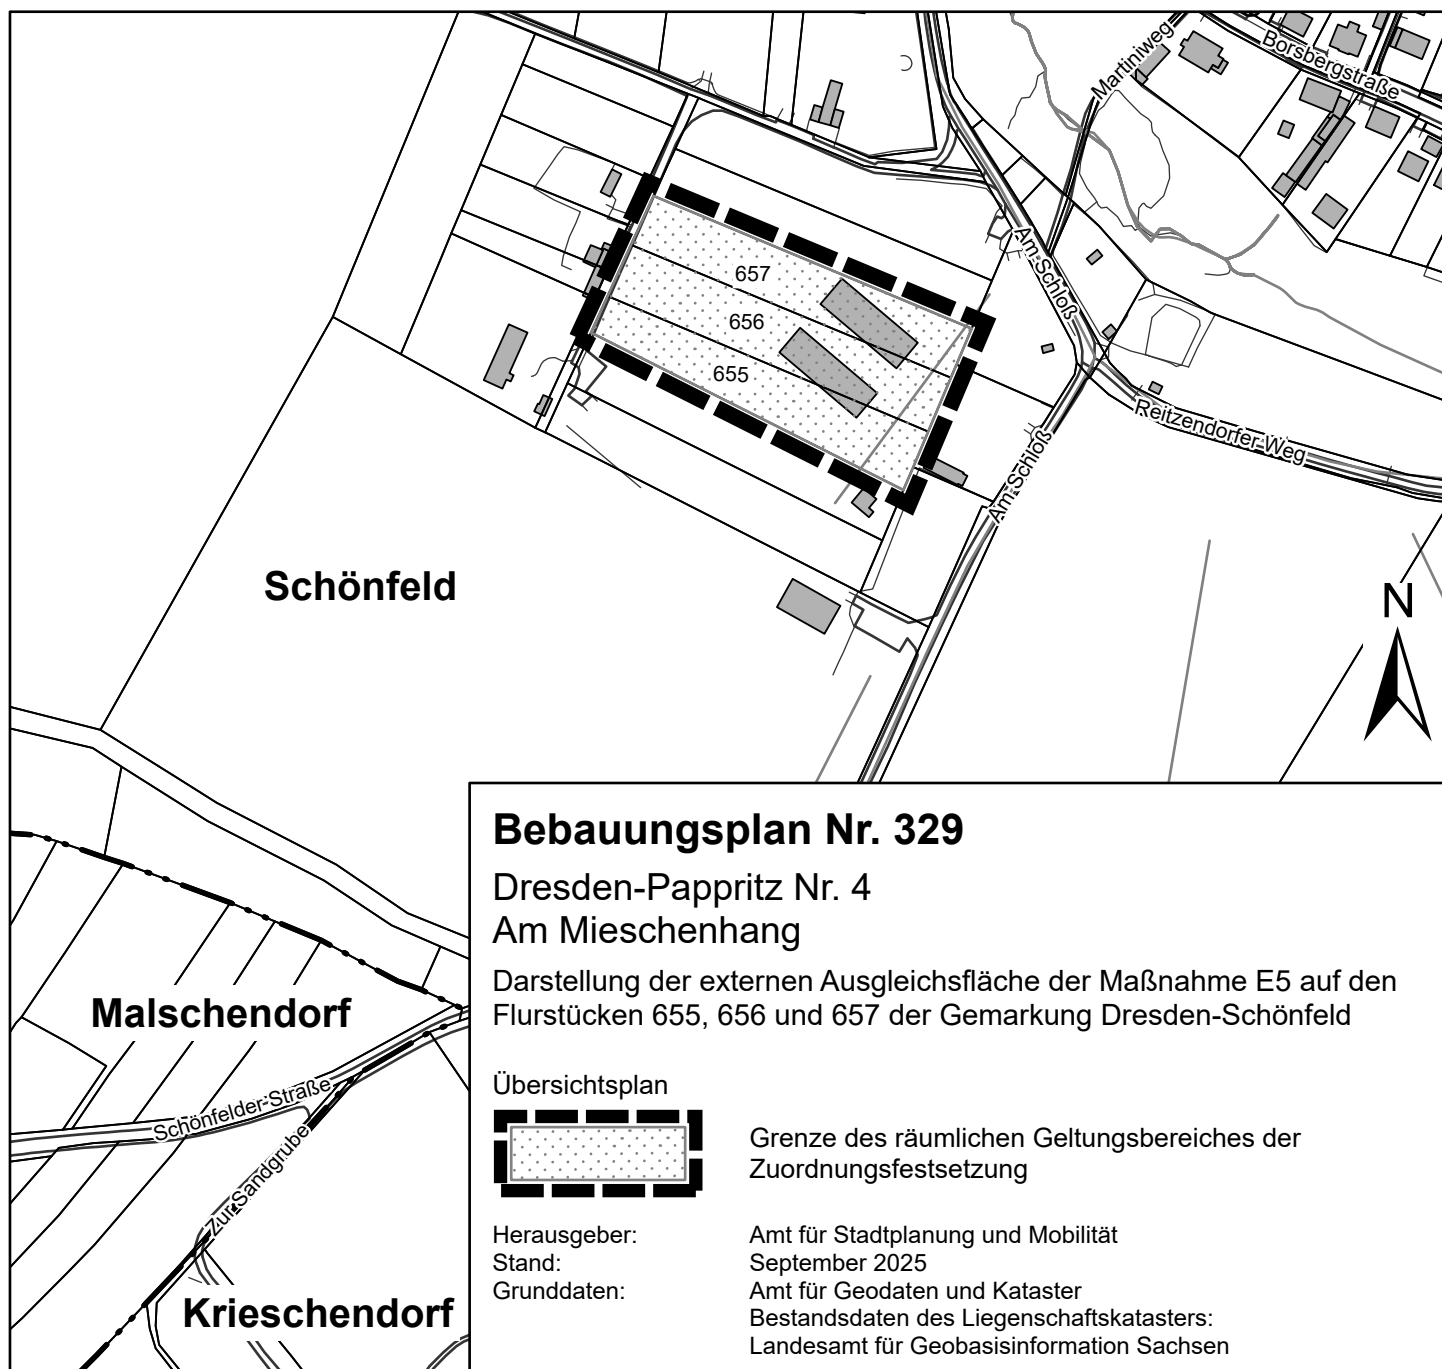 Borsbergstraße
Martiniweg
Am Schloß
657
656
655
Reitzendorfer Weg
Am Schloß
Schönfeld
N
Bebauungsplan Nr. 329
Dresden-Pappritz Nr. 4
Am Mieschenhang
Darstellung der externen Ausgleichsfläche der Maßnahme E5 auf den
Flurstücken 655, 656 und 657 der Gemarkung Dresden-Schönfeld
Malschendorf
Schönfelder Straße
Zur Sandgrube
Krieschendorf
Übersichtsplan
Grenze des räumlichen Geltungsbereiches der
Zuordnungsfestsetzung
Herausgeber: Amt für Stadtplanung und Mobilität
Stand: September 2025
Grunddaten: Amt für Geodaten und Kataster
Bestandsdaten des Liegenschaftskatasters:
Landesamt für Geobasisinformation Sachsen